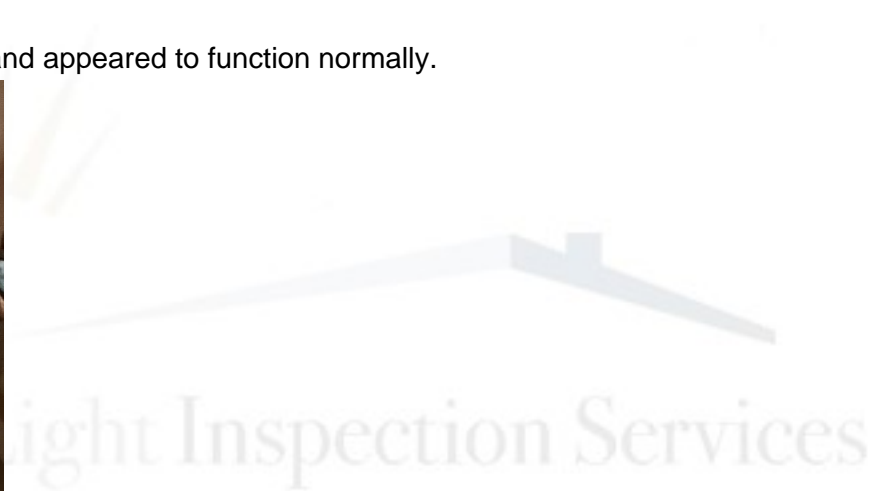 and appeared to function normally.
ight Inspection Services